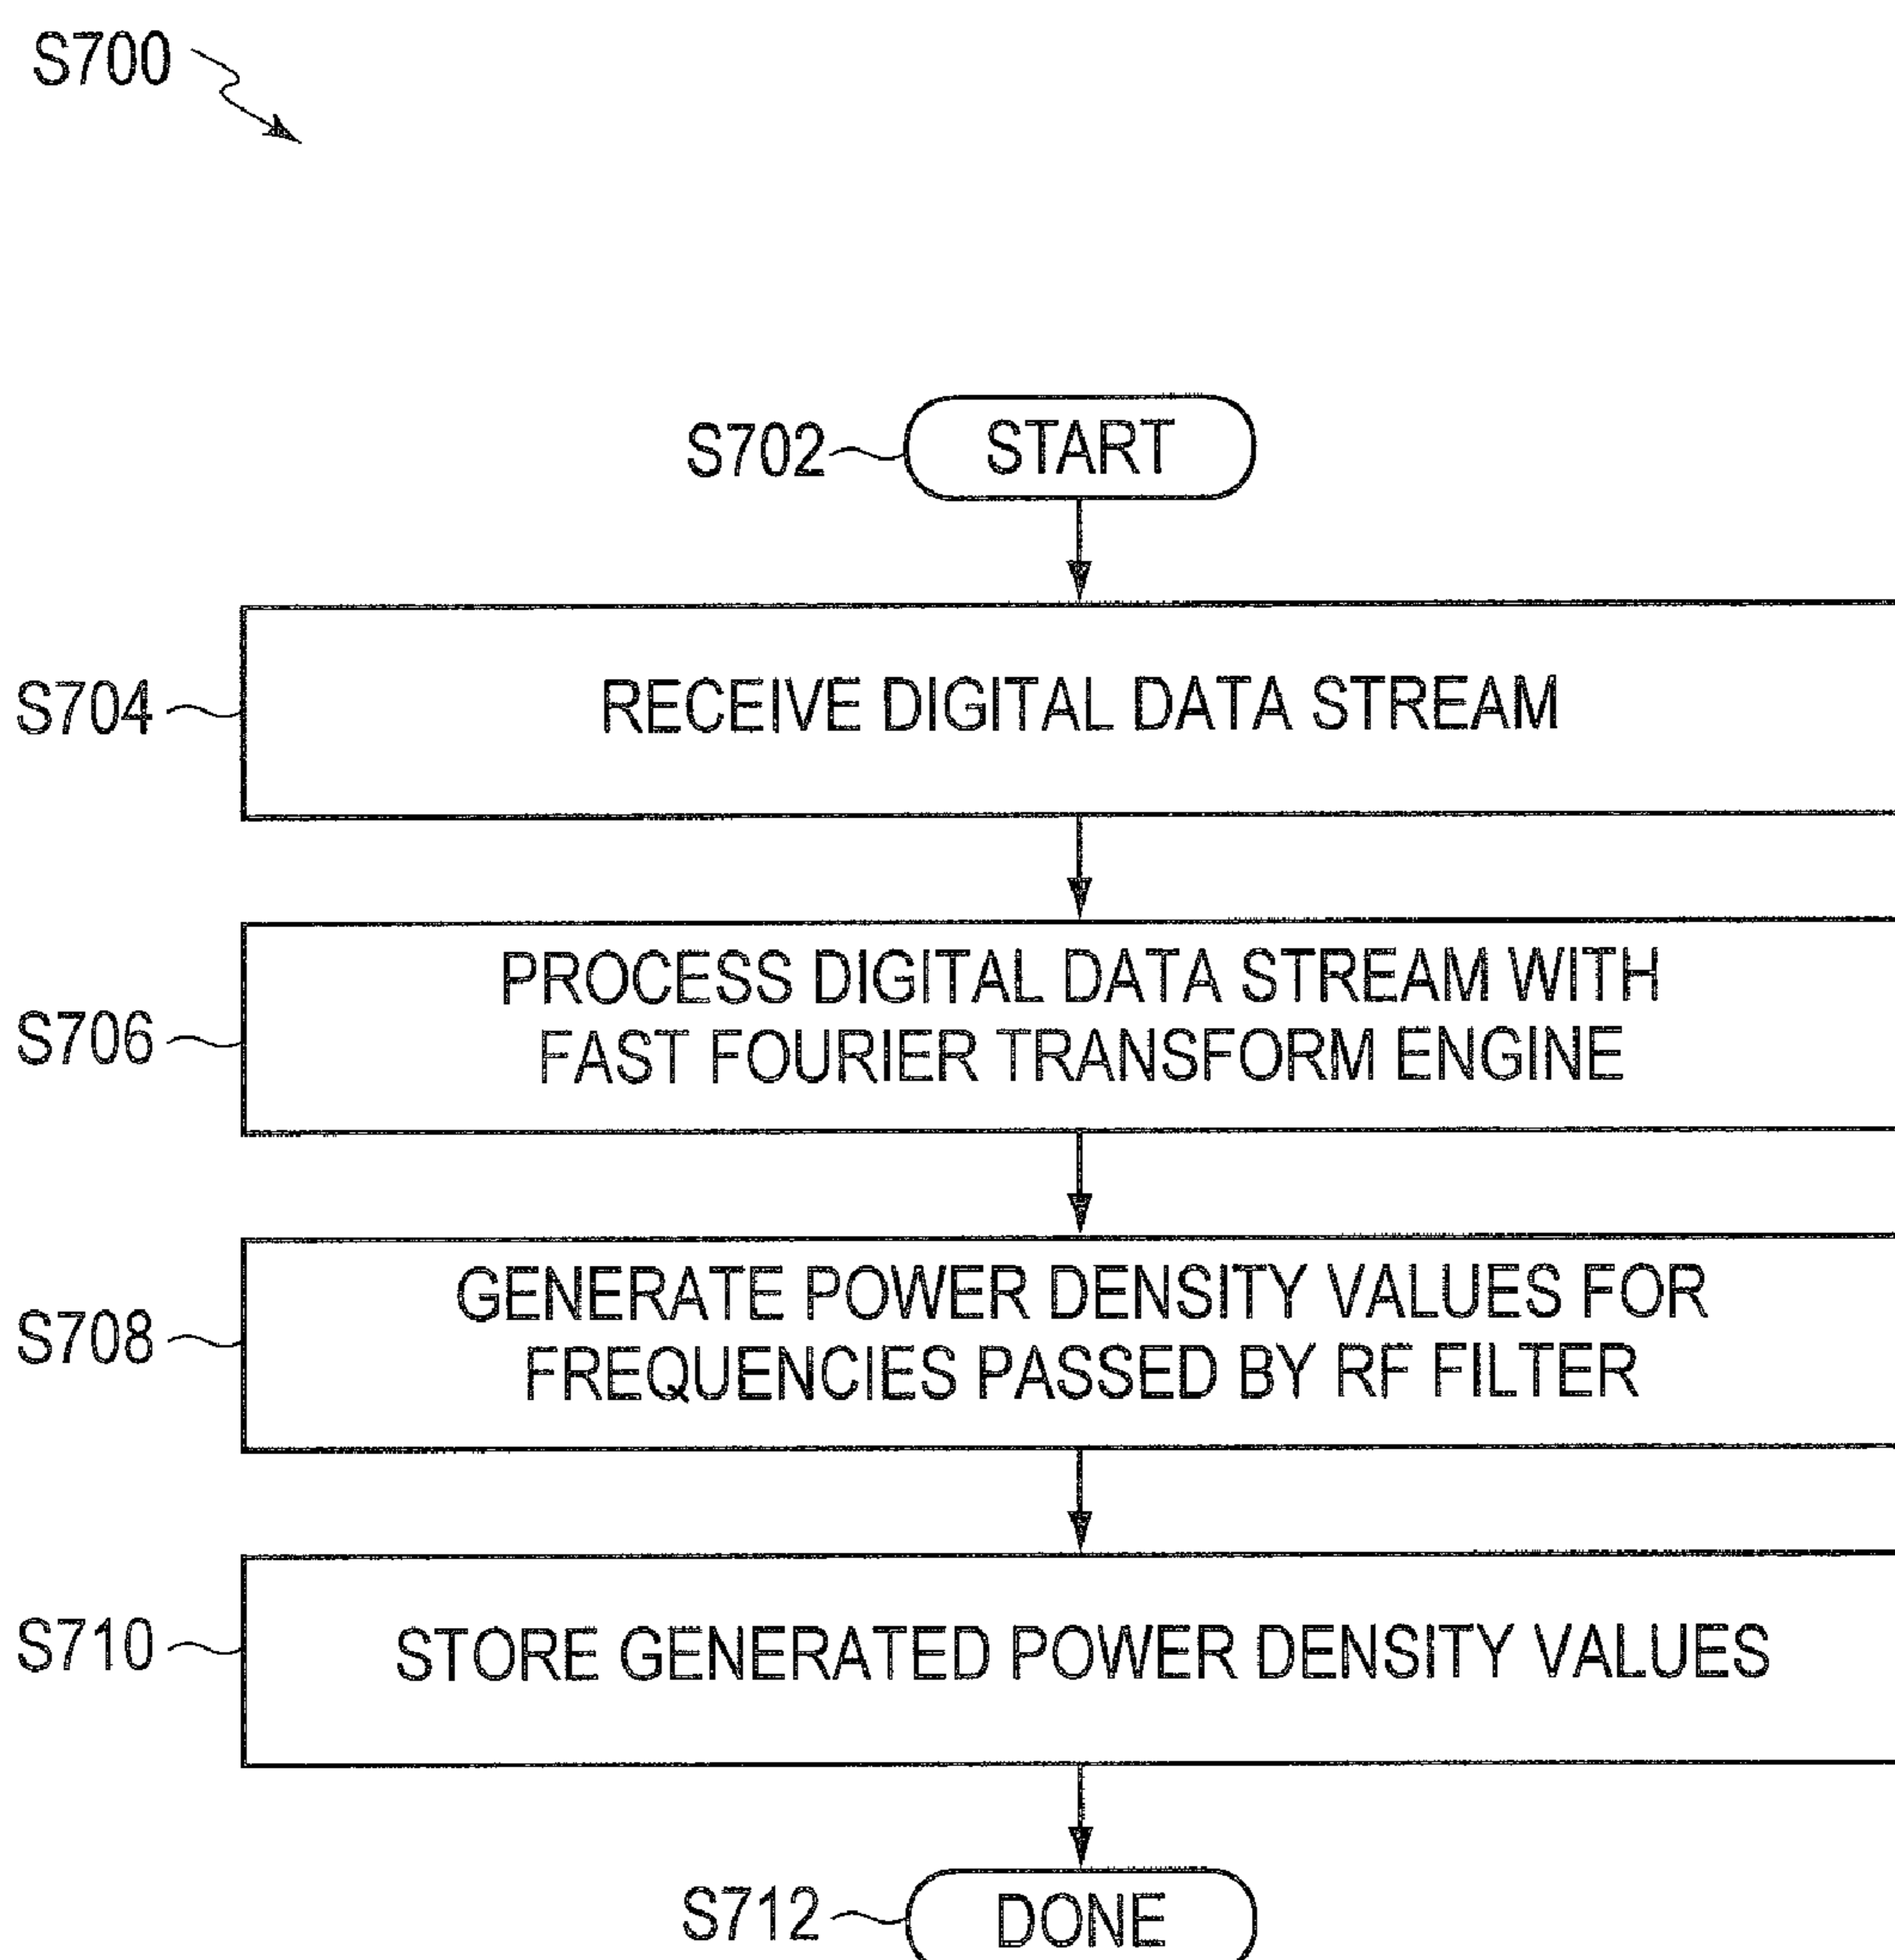 S700
S702
START
S704
RECEIVE DIGITAL DATA STREAM
S706
PROCESS DIGITAL DATA STREAM WITH
FAST FOURIER TRANSFORM ENGINE
S708
GENERATE POWER DENSITY VALUES FOR
FREQUENCIES PASSED BY RF FILTER
S710
STORE GENERATED POWER DENSITY VALUES
S712
DONE